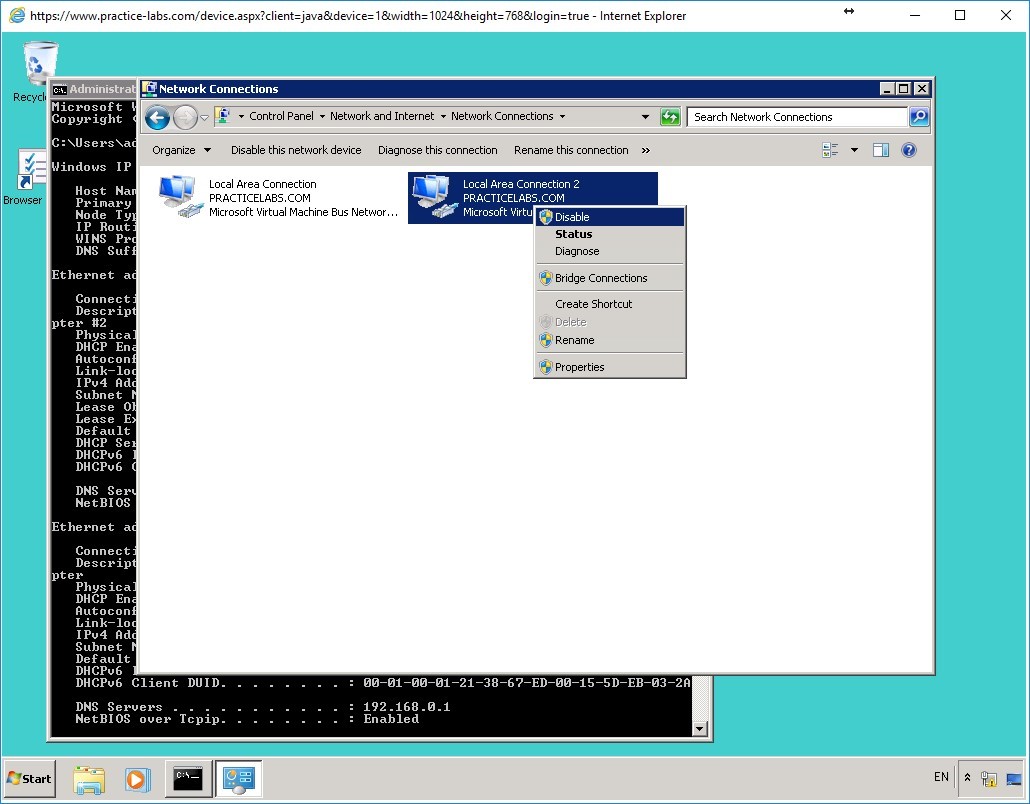 https://www.practice-labs.com/device.aspx?client=java&device=1&width=1024&height=768&login=true - Internet Explorer
Recycl
Browser
Administrat
Network Connections
Control Panel
Network and Internet
Network Connections
Search Network Connections
Organize
Disable this network device
Diagnose this connection
Rename this connection
»
Local Area Connection
PRACTICELABS.COM
Microsoft Virtual Machine Bus Networ...
Local Area Connection 2
PRACTICELABS.COM
Microsoft Virtu
Disable
Status
Diagnose
Bridge Connections
Create Shortcut
Delete
Rename
Properties
Microsoft W
Copyright
C:\Users\ad
Windows IP
Host Nam
Primary
Node Typ
IP Routi
WINS Pro
DNS Suff
Ethernet ad
Connecti
Descript
pter #2
Physical
DHCP Ena
Autoconf
Link-loc
IPv4 Add
Subnet M
Lease Ob
Lease Ex
Default
DHCP Ser
DHCPv6 I
DHCPv6 C
DNS Serv
NetBIOS
Ethernet ad
Connecti
Descript
pter
Physical
DHCP Ena
Autoconf
Link-loc
IPv4 Add
Subnet M
Default
DHCPv6 I
DHCPv6 Client DUID. . . . . . . . : 00-01-00-01-21-38-67-ED-00-15-5D-EB-03-2A
DNS Servers . . . . . . . . . . . : 192.168.0.1
NetBIOS over Tcpip. . . . . . . . : Enabled
Start
EN